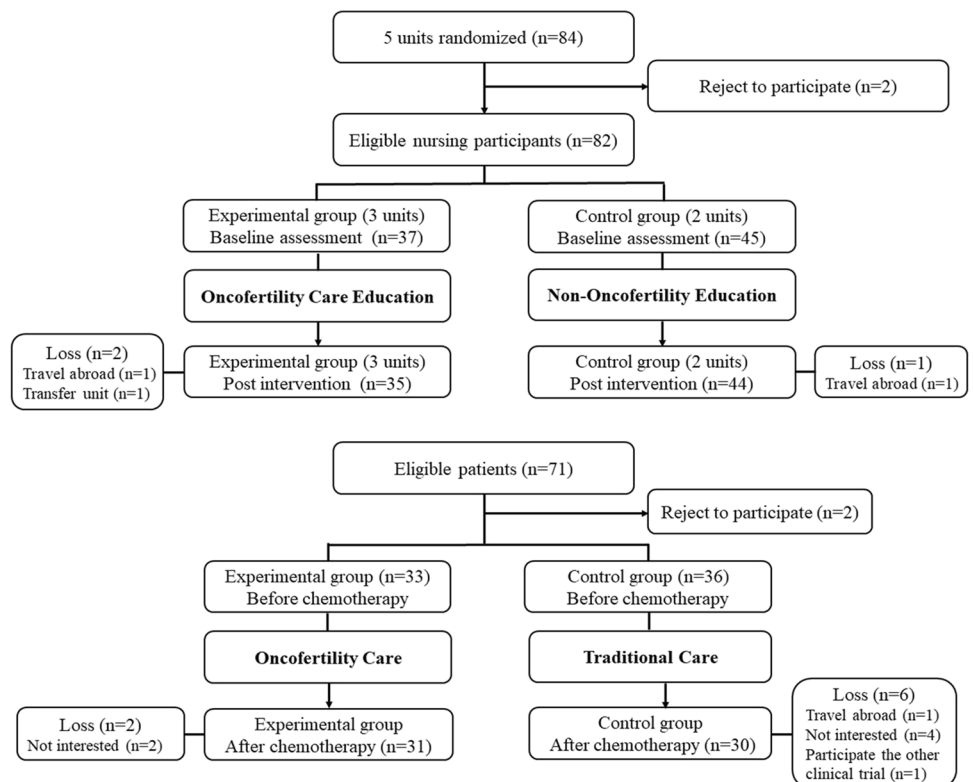 5 units randomized (n=84)
Reject to participate (n=2)
Eligible nursing participants (n=82)
Experimental group (3 units)
Baseline assessment (n=37)
Control group (2 units)
Baseline assessment (n=45)
Oncofertility Care Education
Non-Oncofertility Education
Loss (n=2)
Travel abroad (n=1)
Transfer unit (n=1)
Experimental group (3 units)
Post intervention (n=35)
Control group (2 units)
Post intervention (n=44)
Loss (n=1)
Travel abroad (n=1)
Eligible patients (n=71)
Reject to participate (n=2)
Experimental group (n=33)
Before chemotherapy
Control group (n=36)
Before chemotherapy
Oncofertility Care
Traditional Care
Loss (n=2)
Not interested (n=2)
Experimental group
After chemotherapy (n=31)
Control group
After chemotherapy (n=30)
Loss (n=6)
Travel abroad (n=1)
Not interested (n=4)
Participate the other
clinical trial (n=1)